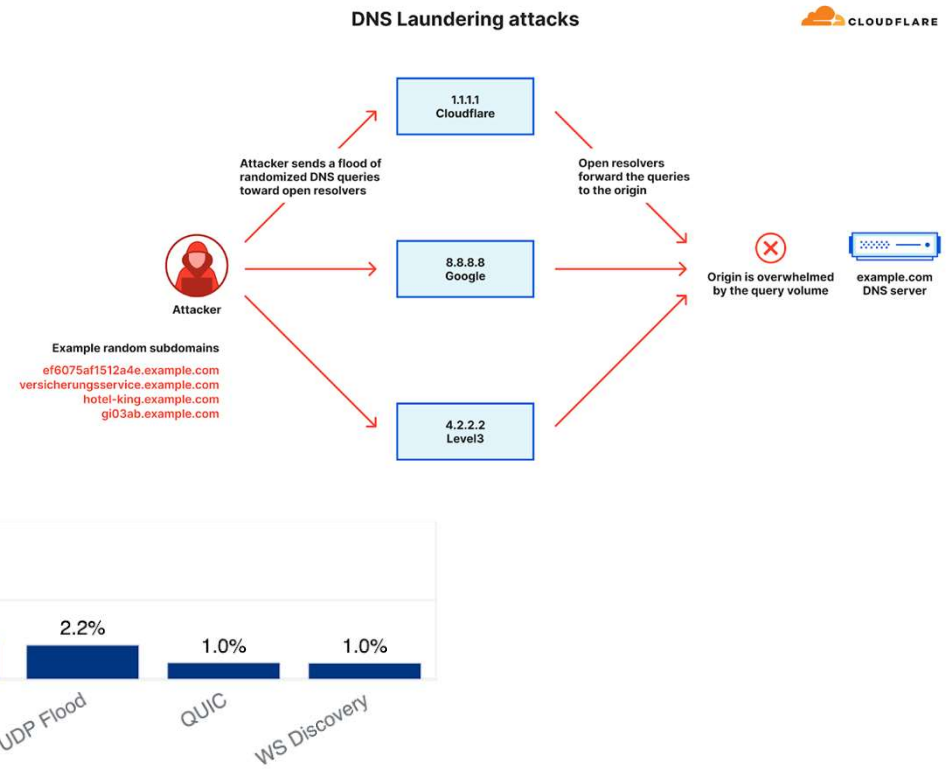 DNS Laundering attacks
CLOUDFLARE
1.1.1.1
Cloudflare
Attacker sends a flood of
randomized DNS queries
toward open resolvers
Open resolvers
forward the queries
to the origin
8.8.8.8
Google
Attacker
Origin is overwhelmed
by the query volume
example.com
DNS server
Example random subdomains
ef6075af1512a4e.example.com
versicherungsservice.example.com
hotel-king.example.com
gi03ab.example.com
4.2.2.2
Level3
2.2%
1.0%
1.0%
UDP Flood
QUIC
WS Discovery